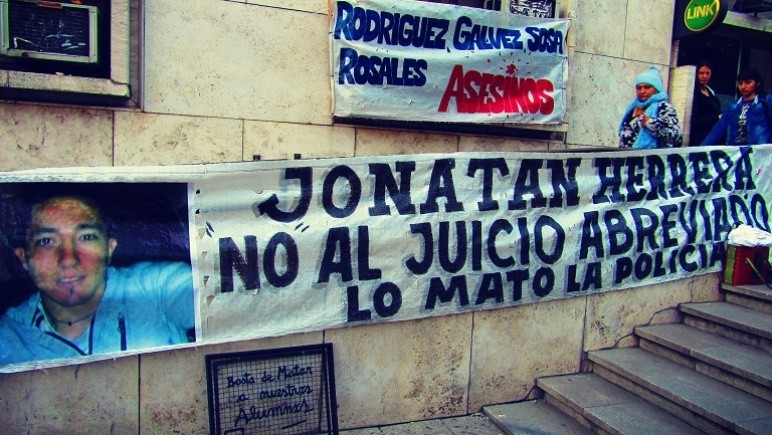 RODRIGUEZ, GALVEZ, SOSA
ROSALES ASESINOS
LINK
JONATAN HERRERA
"NO" AL JUICIO ABREVIADO
LO MATO LA POLICIA
Basta de Matar
a nuestros
Alumnos